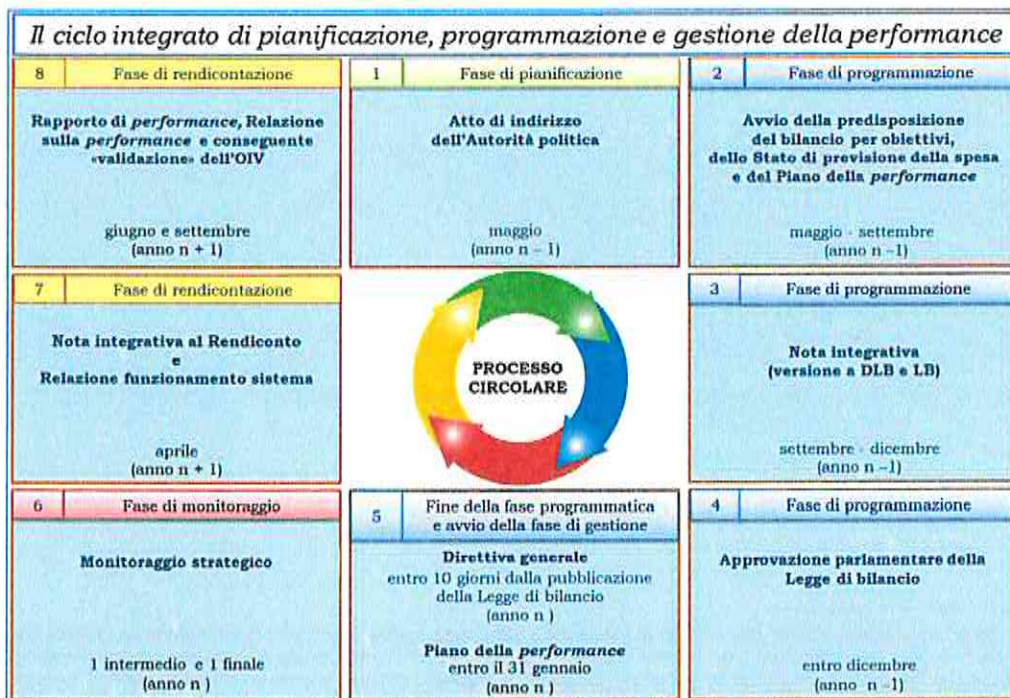 Il ciclo integrato di pianificazione, programmazione e gestione della performance
8 Fase di rendicontazione
Rapporto di performance, Relazione
sulla performance e conseguente
«validazione» dell'OIV
giugno e settembre
(anno n + 1)
1 Fase di pianificazione
Atto di indirizzo
dell'Autorità politica
maggio
(anno n – 1)
2 Fase di programmazione
Avvio della predisposizione
del bilancio per obiettivi,
dello Stato di previsione della spesa
e del Piano della performance
maggio - settembre
(anno n –1)
7 Fase di rendicontazione
Nota integrativa al Rendiconto
e
Relazione funzionamento sistema
aprile
(anno n + 1)
PROCESSO
CIRCOLARE
3 Fase di programmazione
Nota integrativa
(versione a DLB e LB)
settembre - dicembre
(anno n –1)
6 Fase di monitoraggio
Monitoraggio strategico
1 intermedio e 1 finale
(anno n )
5 Fine della fase programmatica
e avvio della fase di gestione
Direttiva generale
entro 10 giorni dalla pubblicazione
della Legge di bilancio
(anno n )
Piano della performance
entro il 31 gennaio
(anno n )
4 Fase di programmazione
Approvazione parlamentare della
Legge di bilancio
entro dicembre
(anno n –1)